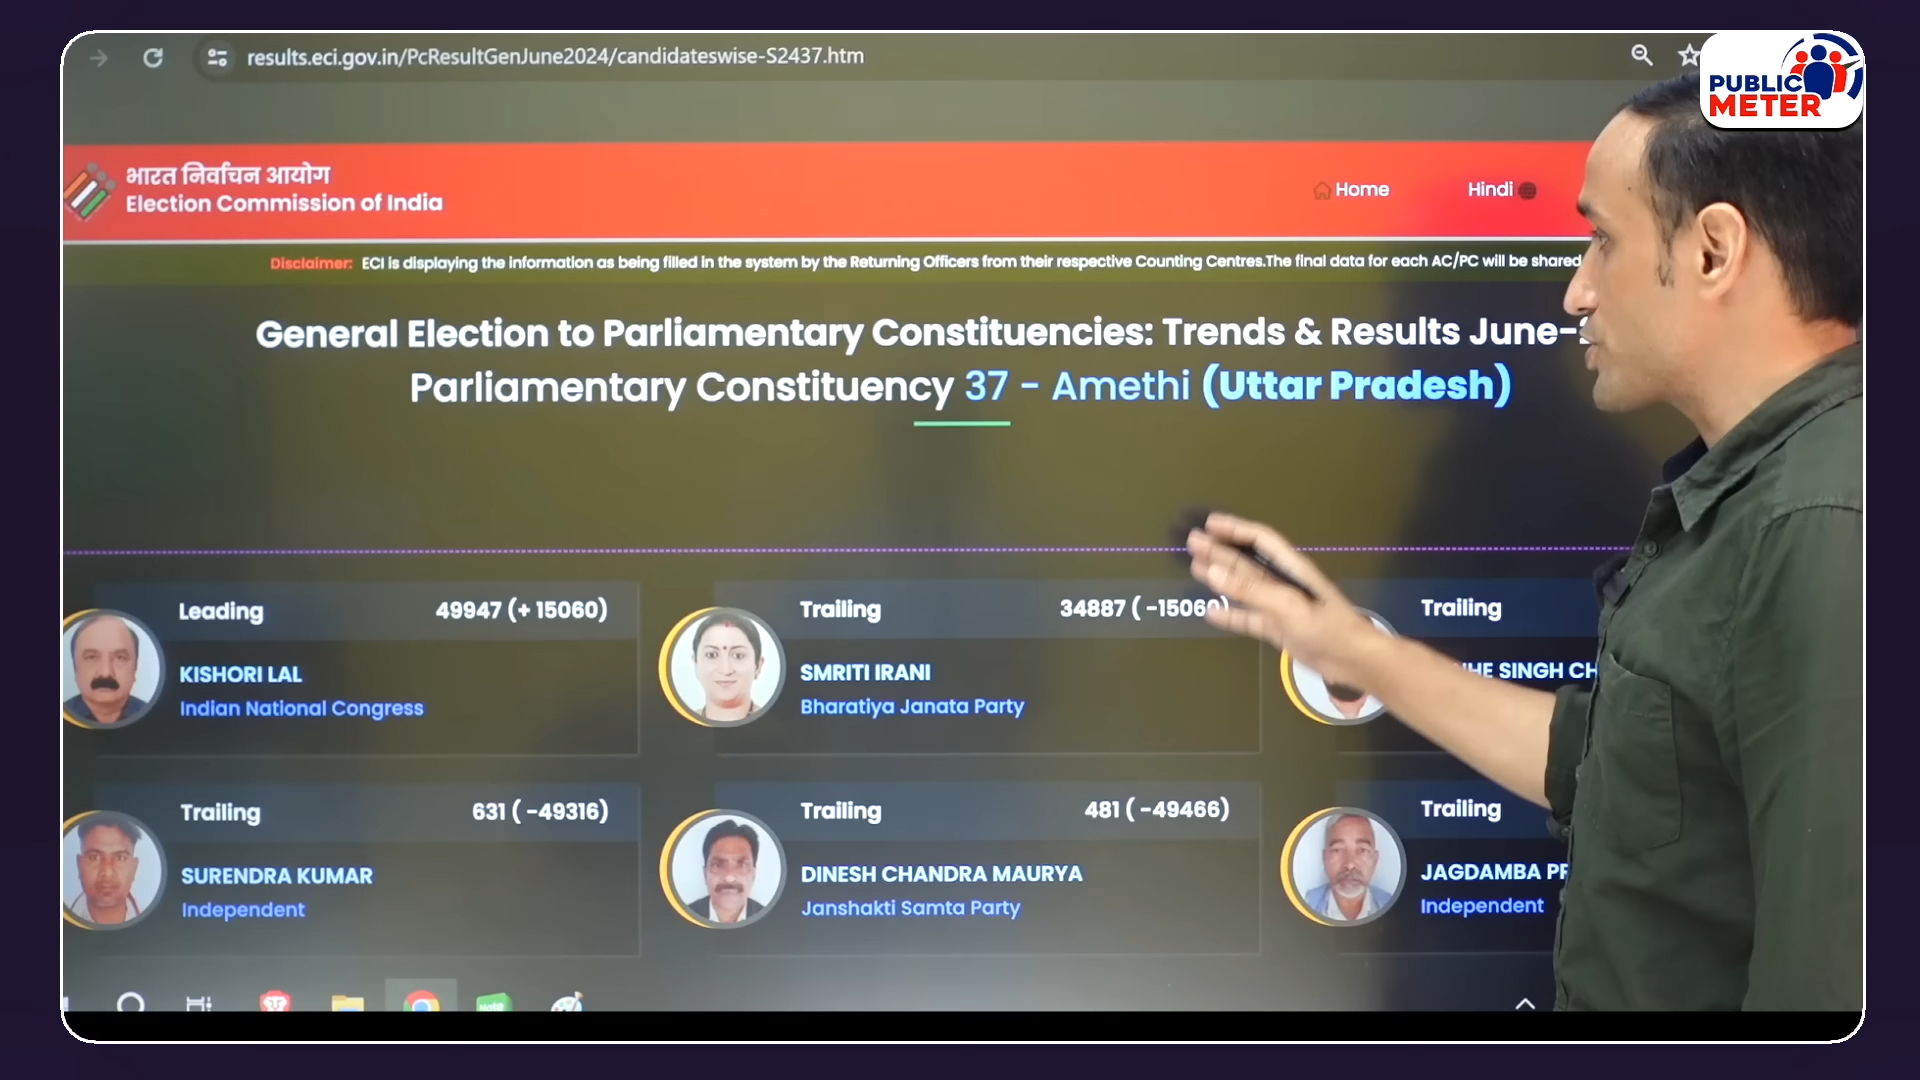 results.eci.gov.in/PcResultGenJune2024/candidateswise-S2437.htm
PUBLIC
METER
भारत निर्वाचन आयोग
Election Commission of India
Home
Hindi
Disclaimer: ECI is displaying the information as being filled in the system by the Returning Officers from their respective Counting Centres.The final data for each AC/PC will be shared
General Election to Parliamentary Constituencies: Trends & Results June-
Parliamentary Constituency 37 - Amethi (Uttar Pradesh)
Leading 49947 (+ 15060)
KISHORI LAL
Indian National Congress
Trailing 34887 ( -15060)
SMRITI IRANI
Bharatiya Janata Party
Trailing
SINGH
Trailing 631 ( -49316)
SURENDRA KUMAR
Independent
Trailing 481 ( -49466)
DINESH CHANDRA MAURYA
Janshakti Samta Party
Trailing
JAGDAMBA
Independent